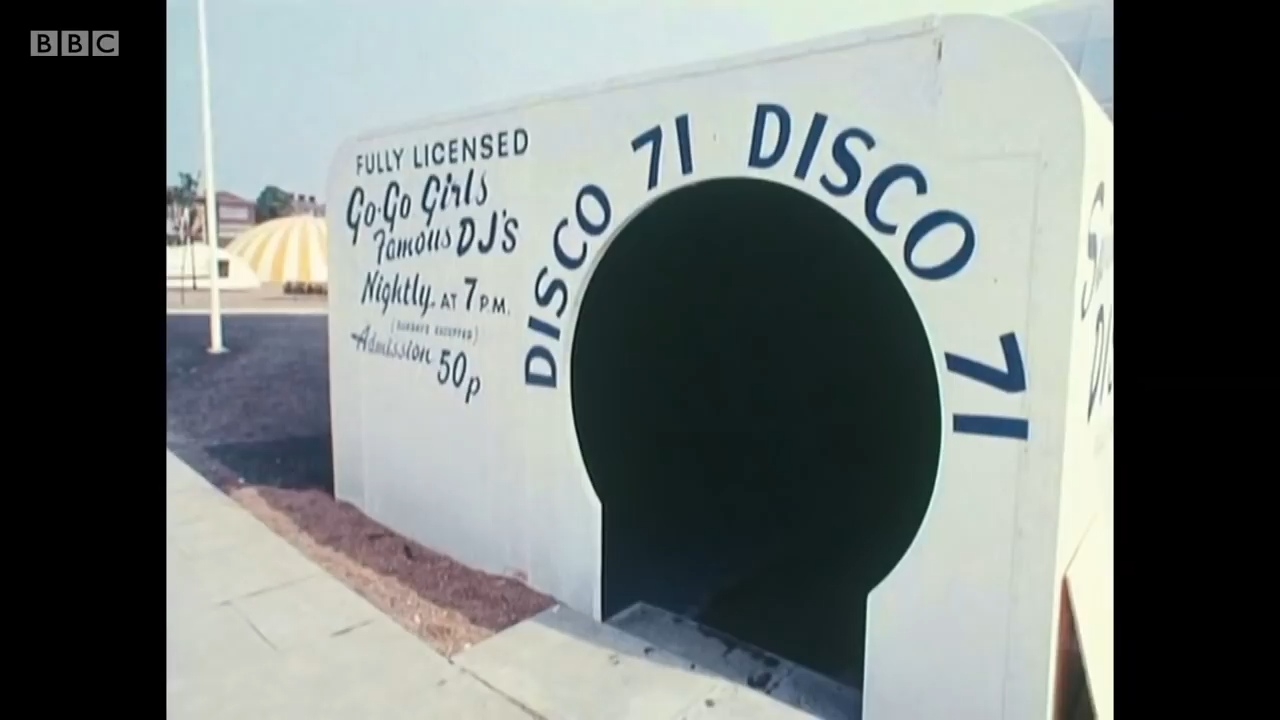 BBC
FULLY LICENSED
Go-Go Girls
Famous DJ's
Nightly. AT 7 P.M.
(SUNDAYS EXCEPTED)
Admission 50p
DISCO 71 DISCO 71